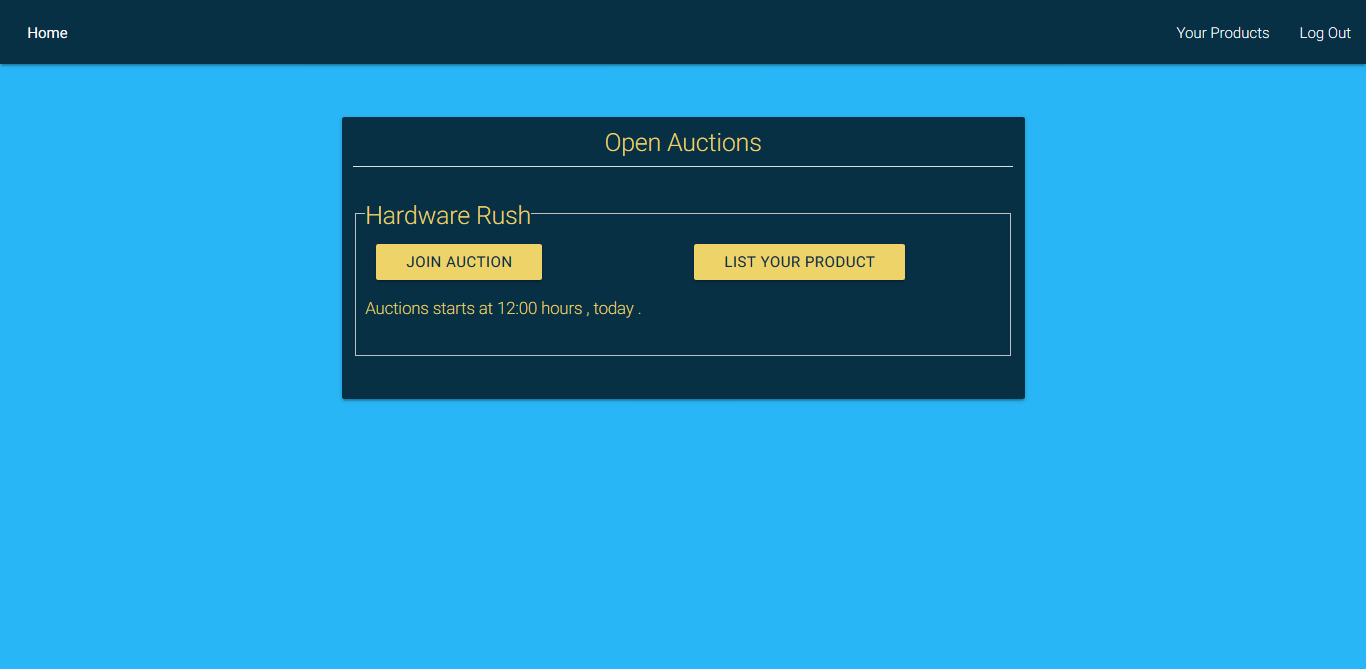 Home Your Products Log Out
Open Auctions
Hardware Rush
JOIN AUCTION LIST YOUR PRODUCT
Auctions starts at 12:00 hours , today .